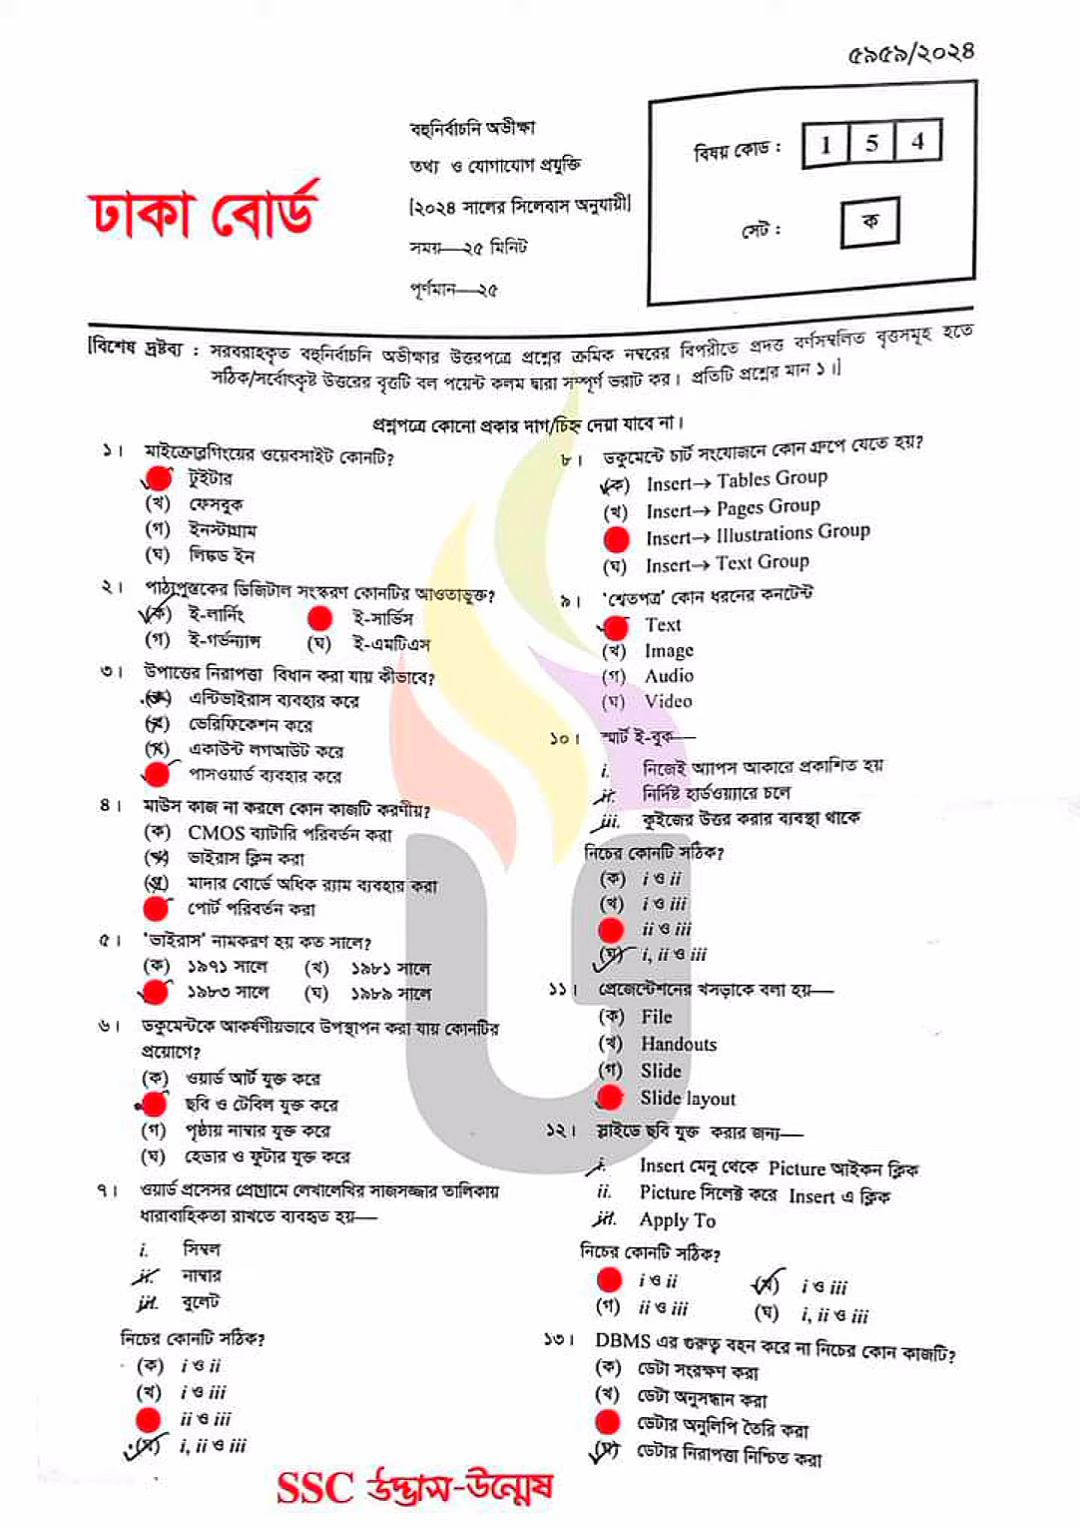 ৫৯৫৯/২০২৪
বহুনির্বাচনি অভীক্ষা
তথ্য ও যোগাযোগ প্রযুক্তি
[২০২৪ সালের সিলেবাস অনুযায়ী]
সময়—২৫ মিনিট
পূর্ণমান—২৫
ঢাকা বোর্ড
বিষয় কোড : 1 5 4
সেট : ক
[বিশেষ দ্রষ্টব্য : সরবরাহকৃত বহুনির্বাচনি অভীক্ষার উত্তরপত্রে প্রশ্নের ক্রমিক নম্বরের বিপরীতে প্রদত্ত বর্ণসম্বলিত বৃত্তসমূহ হতে
সঠিক/সর্বোৎকৃষ্ট উত্তরের বৃত্তটি বল পয়েন্ট কলম দ্বারা সম্পূর্ণ ভরাট কর। প্রতিটি প্রশ্নের মান ১।]
প্রশ্নপত্রে কোনো প্রকার দাগ/চিহ্ন দেয়া যাবে না।
১। মাইক্রোব্লগিংয়ের ওয়েবসাইট কোনটি?
টুইটার
(খ) ফেসবুক
(গ) ইনস্টাগ্রাম
(ঘ) লিঙ্কড ইন
২। পাঠ্যপুস্তকের ডিজিটাল সংস্করণ কোনটির আওতাভুক্ত?
(ক) ই-লার্নিং ই-সার্ভিস
(গ) ই-গর্ভন্যান্স (ঘ) ই-এমটিএস
৩। উপাত্তের নিরাপত্তা বিধান করা যায় কীভাবে?
(ক) এন্টিভাইরাস ব্যবহার করে
(খ) ভেরিফিকেশন করে
(গ) একাউন্ট লগআউট করে
পাসওয়ার্ড ব্যবহার করে
৪। মাউস কাজ না করলে কোন কাজটি করণীয়?
(ক) CMOS ব্যাটারি পরিবর্তন করা
(খ) ভাইরাস ক্লিন করা
(গ) মাদার বোর্ডে অধিক র‍্যাম ব্যবহার করা
পোর্ট পরিবর্তন করা
৫। 'ভাইরাস' নামকরণ হয় কত সালে?
(ক) ১৯৭১ সালে (খ) ১৯৮১ সালে
১৯৮৩ সালে (ঘ) ১৯৮৯ সালে
৬। ডকুমেন্টকে আকর্ষণীয়ভাবে উপস্থাপন করা যায় কোনটির
প্রয়োগে?
(ক) ওয়ার্ড আর্ট যুক্ত করে
ছবি ও টেবিল যুক্ত করে
(গ) পৃষ্ঠায় নাম্বার যুক্ত করে
(ঘ) হেডার ও ফুটার যুক্ত করে
৭। ওয়ার্ড প্রসেসর প্রোগ্রামে লেখালেখির সাজসজ্জার তালিকায়
ধারাবাহিকতা রাখতে ব্যবহৃত হয়—
i. সিম্বল
ii. নাম্বার
iii. বুলেট
নিচের কোনটি সঠিক?
(ক) i ও ii
(খ) i ও iii
ii ও iii
(ঘ) i, ii ও iii
৮। ডকুমেন্টে চার্ট সংযোজনে কোন গ্রুপে যেতে হয়?
(ক) Insert→ Tables Group
(খ) Insert→ Pages Group
Insert→ Illustrations Group
(ঘ) Insert→ Text Group
৯। 'শ্বেতপত্র' কোন ধরনের কনটেন্ট
Text
(খ) Image
(গ) Audio
(ঘ) Video
১০। স্মার্ট ই-বুক—
i. নিজেই অ্যাপস আকারে প্রকাশিত হয়
ii. নির্দিষ্ট হার্ডওয়্যারে চলে
iii. কুইজের উত্তর করার ব্যবস্থা থাকে
নিচের কোনটি সঠিক?
(ক) i ও ii
(খ) i ও iii
ii ও iii
(ঘ) i, ii ও iii
১১। প্রেজেন্টেশনের খসড়াকে বলা হয়—
(ক) File
(খ) Handouts
(গ) Slide
Slide layout
১২। স্লাইডে ছবি যুক্ত করার জন্য—
i. Insert মেনু থেকে Picture আইকন ক্লিক
ii. Picture সিলেক্ট করে Insert এ ক্লিক
iii. Apply To
নিচের কোনটি সঠিক?
i ও ii (খ) i ও iii
(গ) ii ও iii (ঘ) i, ii ও iii
১৩। DBMS এর গুরুত্ব বহন করে না নিচের কোন কাজটি?
(ক) ডেটা সংরক্ষণ করা
(খ) ডেটা অনুসন্ধান করা
ডেটার অনুলিপি তৈরি করা
(ঘ) ডেটার নিরাপত্তা নিশ্চিত করা
SSC উদ্ভাস-উন্মেষ